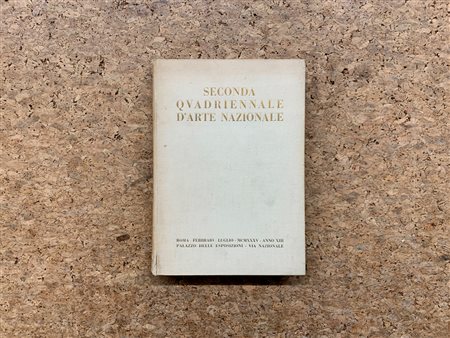 SECONDA
QVADRIENNALE
D'ARTE NAZIONALE
ROMA · FEBBRAIO · LUGLIO · MCMXXXV · ANNO XIII
PALAZZO DELLE ESPOSIZIONI · VIA NAZIONALE